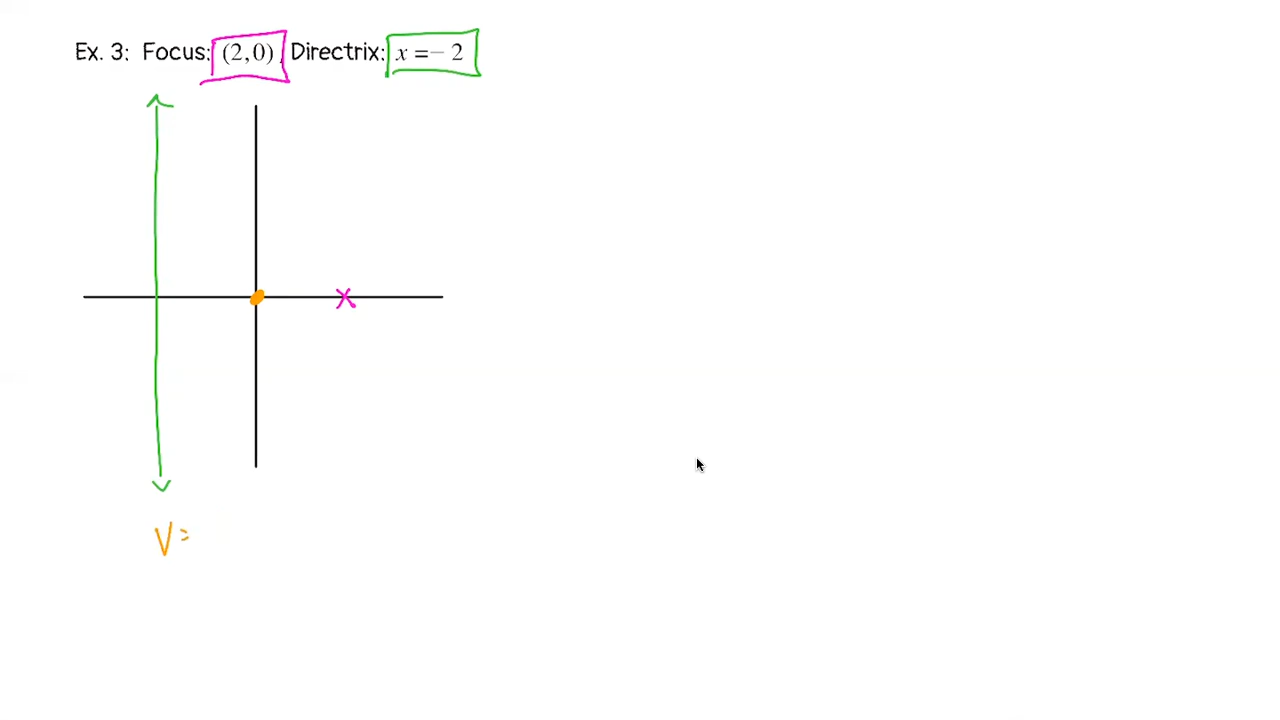 Ex. 3: Focus: (2,0), Directrix: x = − 2
V=